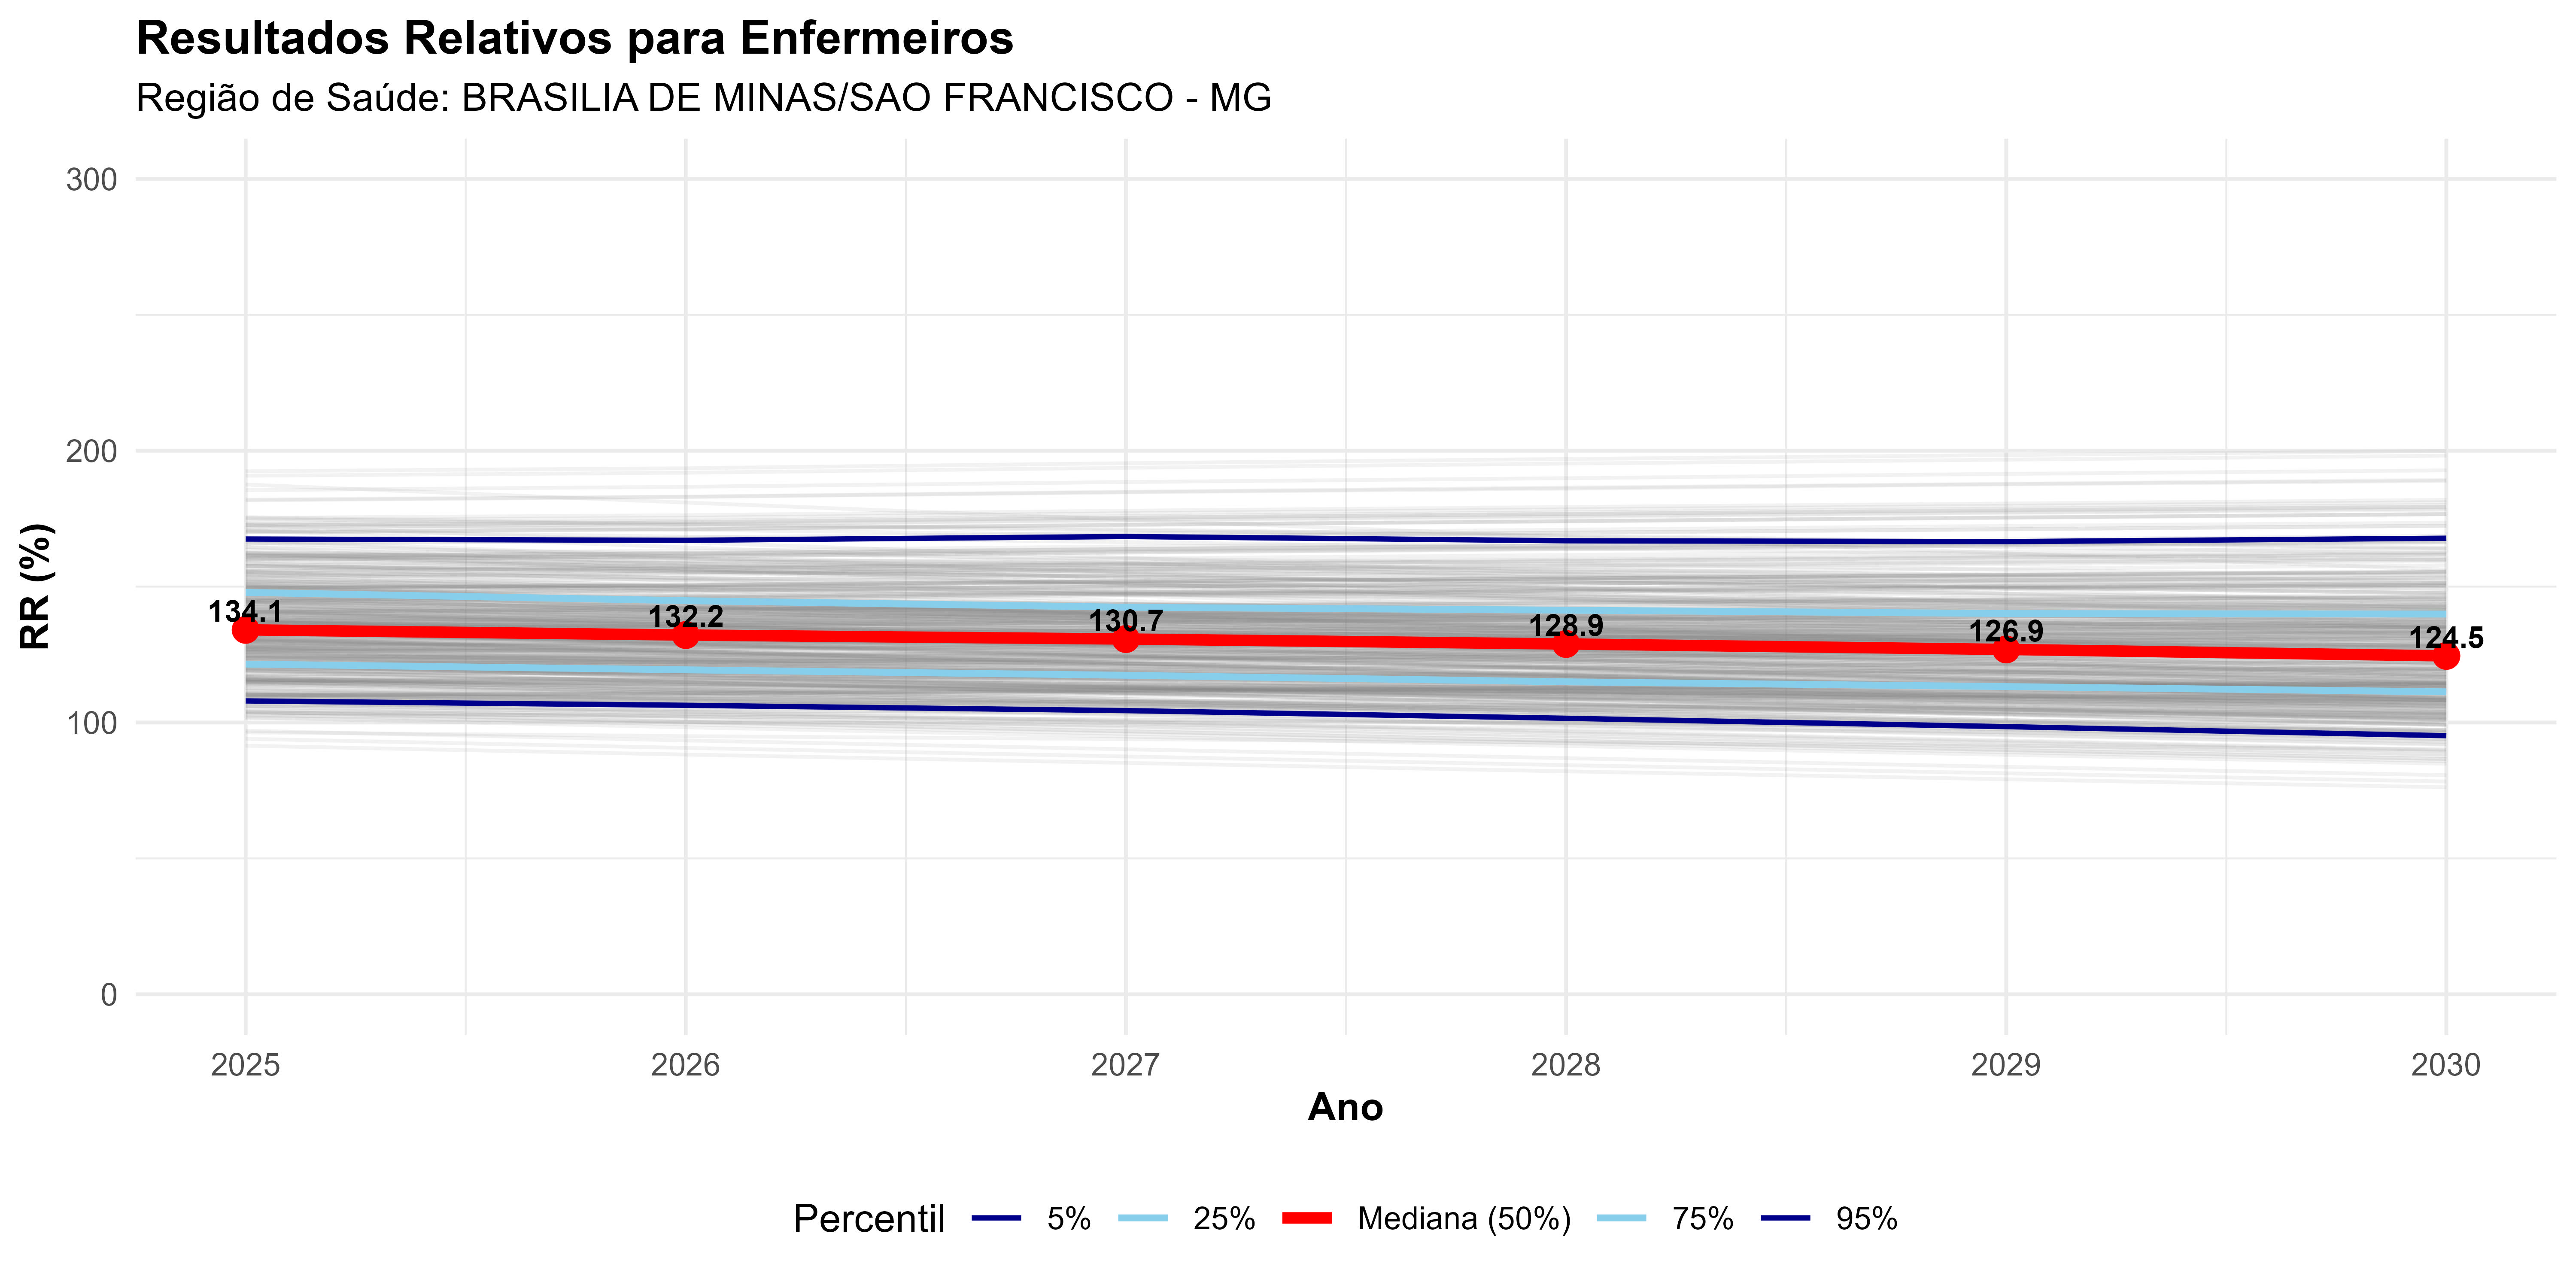 Resultados Relativos para Enfermeiros
Região de Saúde: BRASILIA DE MINAS/SAO FRANCISCO - MG
RR (%)
300
200
100
0
134.1
132.2
130.7
128.9
126.9
124.5
2025 2026 2027 2028 2029 2030
Ano
Percentil 5% 25% Mediana (50%) 75% 95%